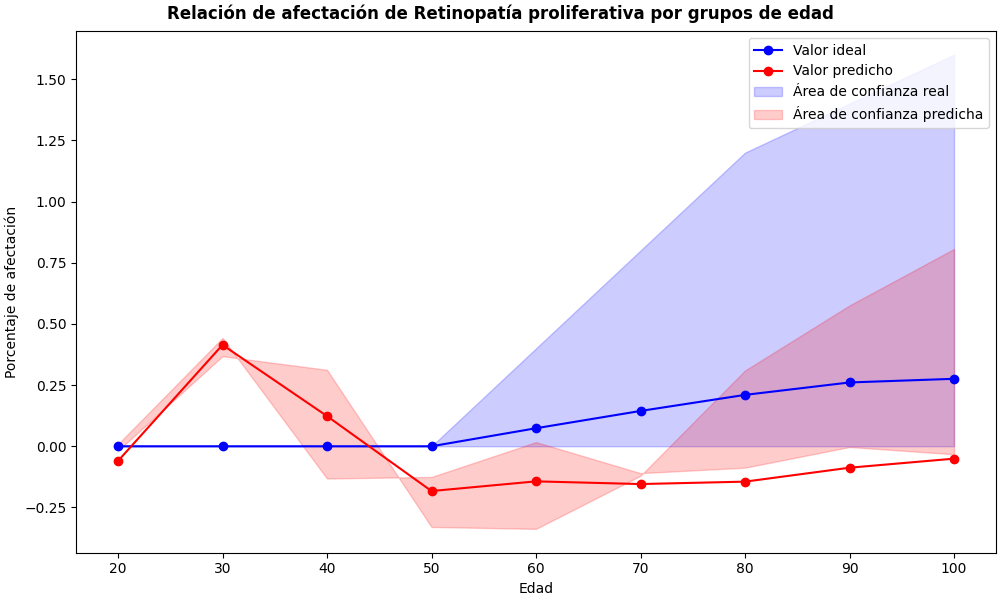 Relación de afectación de Retinopatía proliferativa por grupos de edad
Valor ideal
Valor predicho
Área de confianza real
Área de confianza predicha
Porcentaje de afectación
1.50
1.25
1.00
0.75
0.50
0.25
0.00
−0.25
20 30 40 50 60 70 80 90 100
Edad